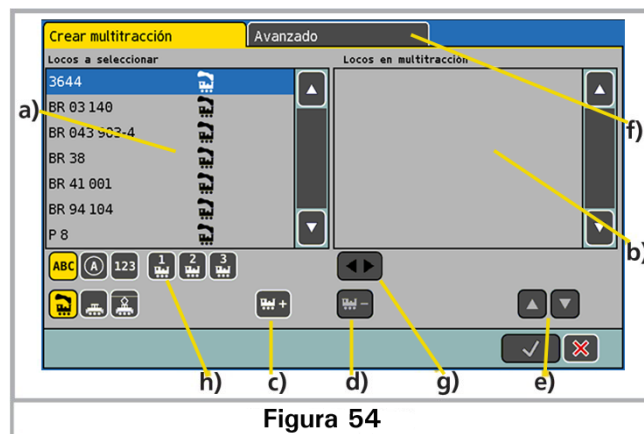 Crear multitracción
Avanzado
Locos a seleccionar
Locos en multitracción
3644
BR 03 140
BR 043 903-4
BR 38
BR 41 001
BR 94 104
P 8
ABC A 123 1 2 3
+ −
a)
f)
b)
h) c) d) g) e)
Figura 54